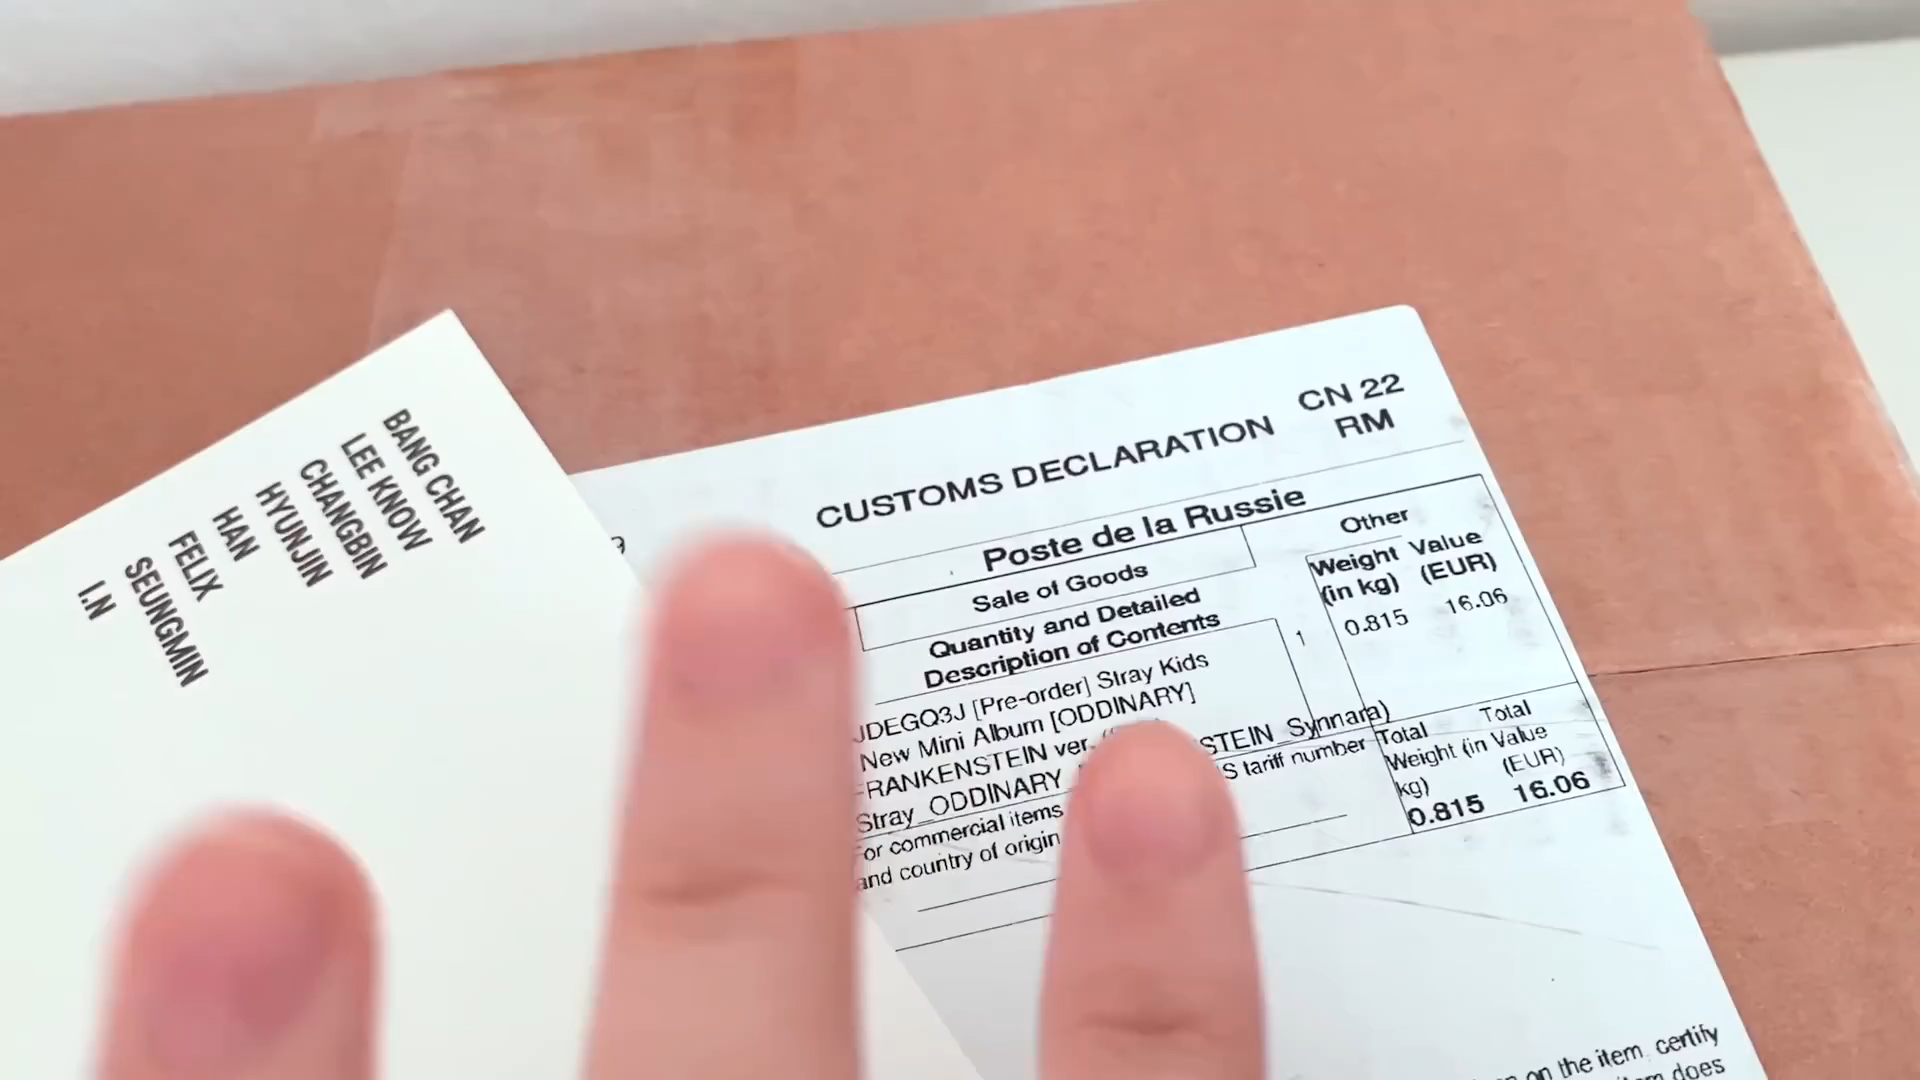 BANG CHAN
LEE KNOW
CHANGBIN
HYUNJIN
HAN
FELIX
SEUNGMIN
I.N
9
CUSTOMS DECLARATION
CN 22
RM
Poste de la Russie
Sale of Goods
Other
Quantity and Detailed
Description of Contents
Weight
(in kg)
Value
(EUR)
JDEGQ3J [Pre-order] Stray Kids
New Mini Album [ODDINARY]
FRANKENSTEIN ver.
Stray_ODDINARY
STEIN_Synnara)
1
0.815
16.06
For commercial items
S tariff number
and country of origin
Total
Weight (in
kg)
Total
Value
(EUR)
0.815
16.06
on the item, certify
does